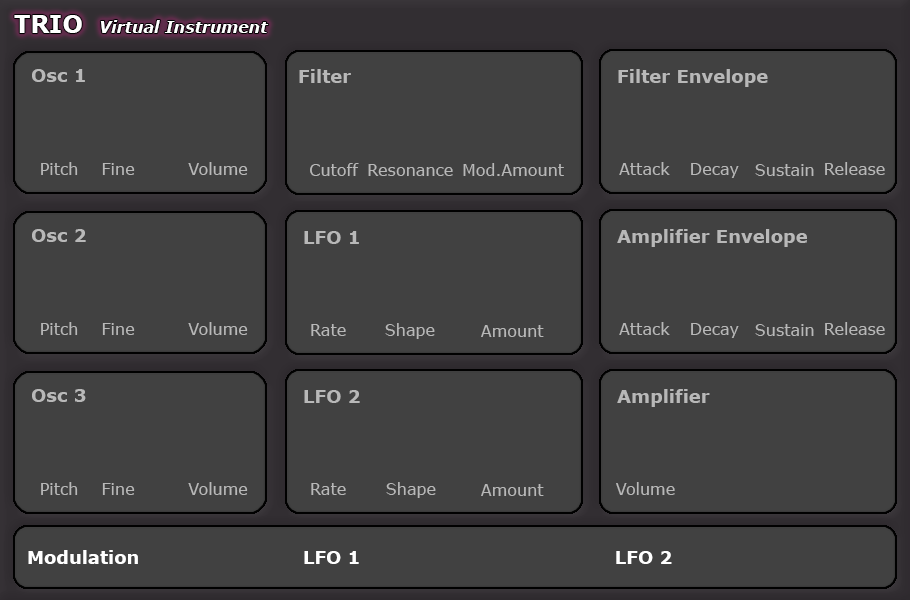 TRIO Virtual Instrument
Osc 1
Pitch Fine Volume
Filter
Cutoff Resonance Mod.Amount
Filter Envelope
Attack Decay Sustain Release
Osc 2
Pitch Fine Volume
LFO 1
Rate Shape Amount
Amplifier Envelope
Attack Decay Sustain Release
Osc 3
Pitch Fine Volume
LFO 2
Rate Shape Amount
Amplifier
Volume
Modulation LFO 1 LFO 2